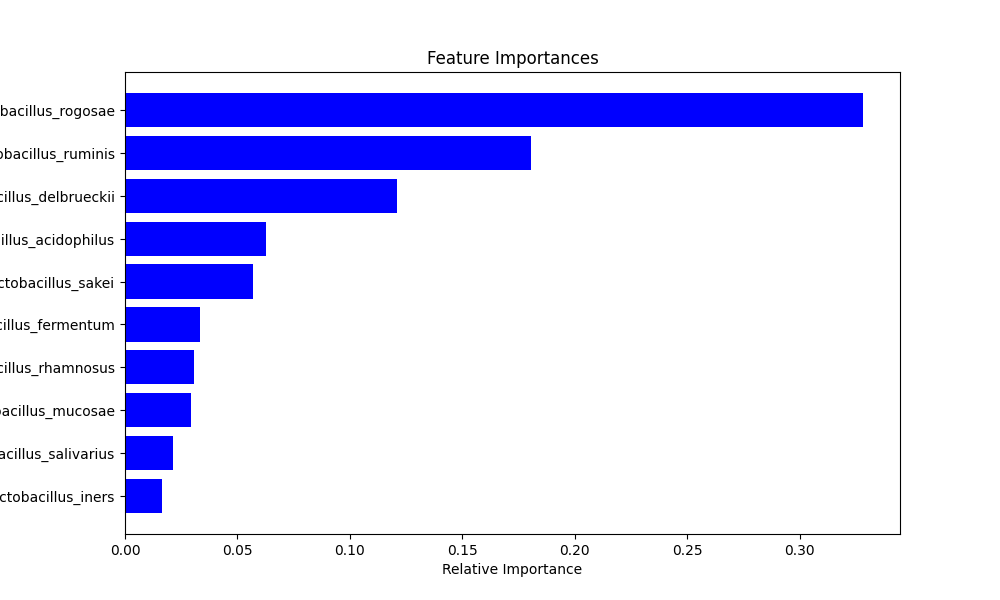 Feature Importances
bacillus_rogosae
obacillus_ruminis
cillus_delbrueckii
illus_acidophilus
ctobacillus_sakei
cillus_fermentum
cillus_rhamnosus
bacillus_mucosae
acillus_salivarius
ctobacillus_iners
0.00 0.05 0.10 0.15 0.20 0.25 0.30
Relative Importance